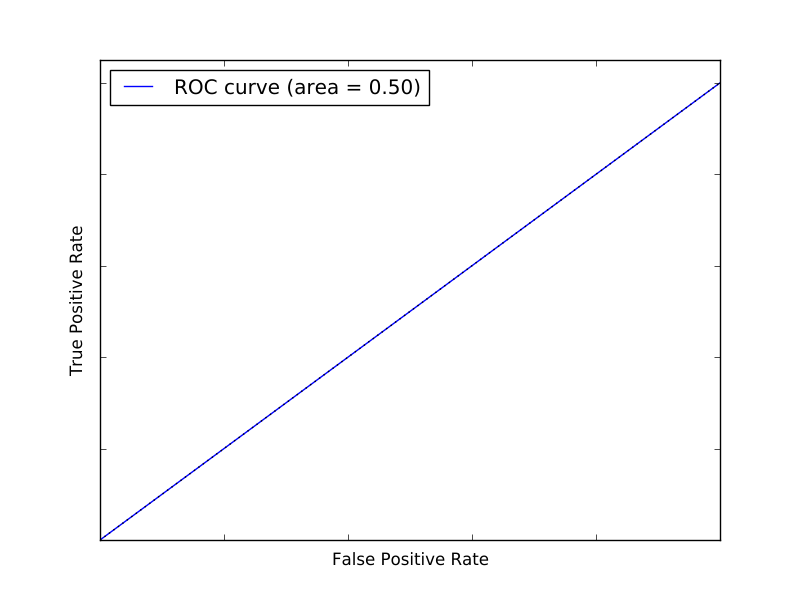 ROC curve (area = 0.50)
True Positive Rate
False Positive Rate